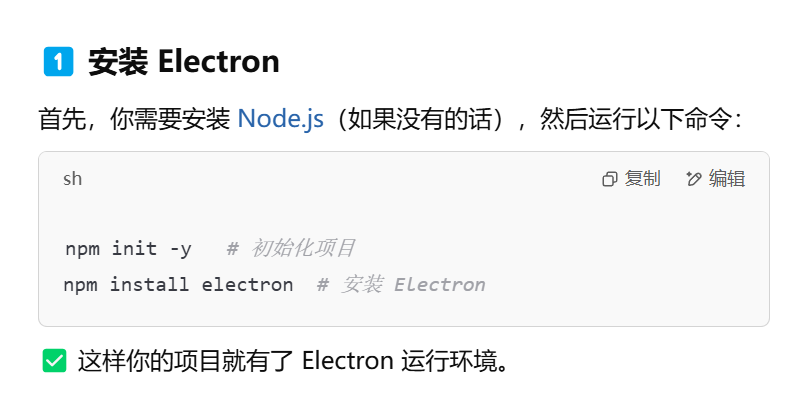 1️⃣ 安装 Electron
首先，你需要安装 Node.js（如果没有的话），然后运行以下命令：
sh 复制 编辑
npm init -y   # 初始化项目
npm install electron  # 安装 Electron
✅ 这样你的项目就有了 Electron 运行环境。